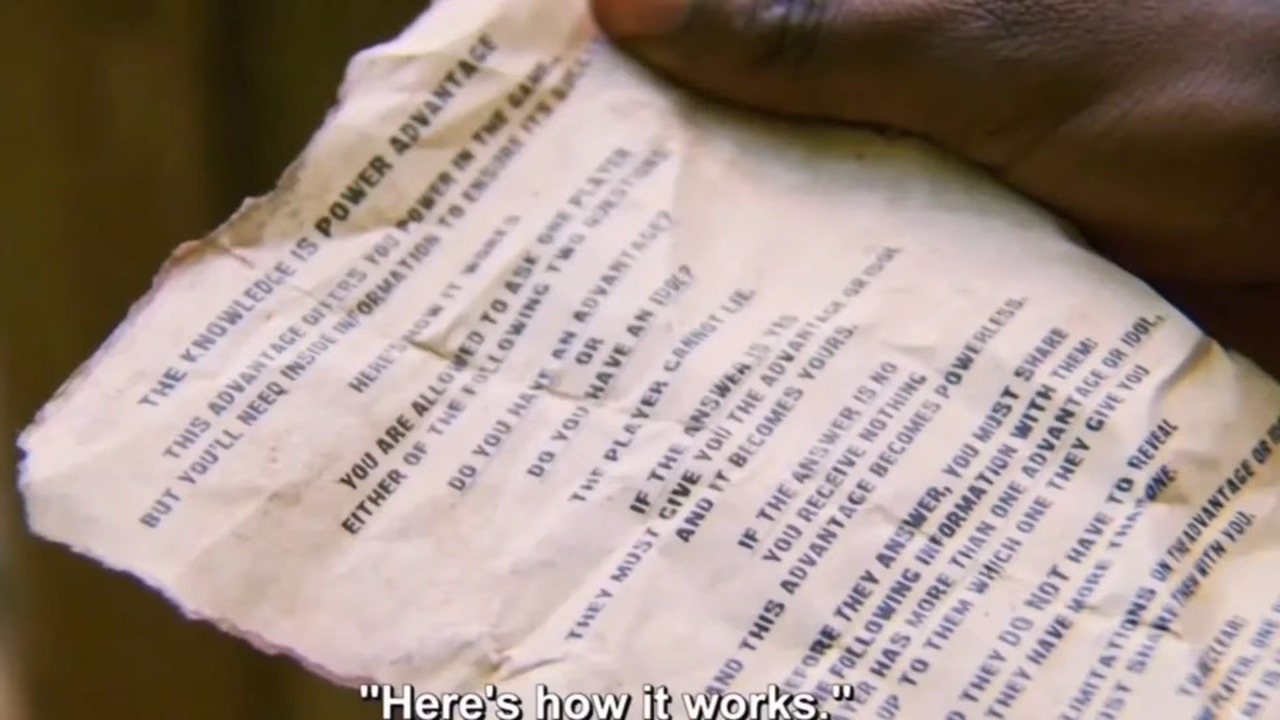 THE KNOWLEDGE IS POWER ADVANTAGE
THIS ADVANTAGE OFFERS YOU POWER IN THE GAME,
BUT YOU'LL NEED INSIDE INFORMATION TO ENSURE IT'S
HERE'S HOW IT WORKS
YOU ARE ALLOWED TO ASK ONE PLAYER
EITHER OF THE FOLLOWING TWO QUESTIONS:
DO YOU HAVE AN ADVANTAGE?
OR
DO YOU HAVE AN IDOL?
THE PLAYER CANNOT LIE.
IF THE ANSWER IS YES
THEY MUST GIVE YOU THE ADVANTAGE OR IDOL
AND IT BECOMES YOURS.
IF THE ANSWER IS NO
YOU RECEIVE NOTHING
AND THIS ADVANTAGE BECOMES POWERLESS.
BEFORE THEY ANSWER, YOU MUST SHARE
FOLLOWING INFORMATION WITH THEM:
HAS MORE THAN ONE ADVANTAGE OR IDOL,
UP TO THEM WHICH ONE THEY GIVE YOU
THEY DO NOT HAVE TO REVEAL
THEY HAVE MORE THAN ONE
ON THE ADVANTAGE OR
SHARE THEM WITH YOU.
"Here's how it works."